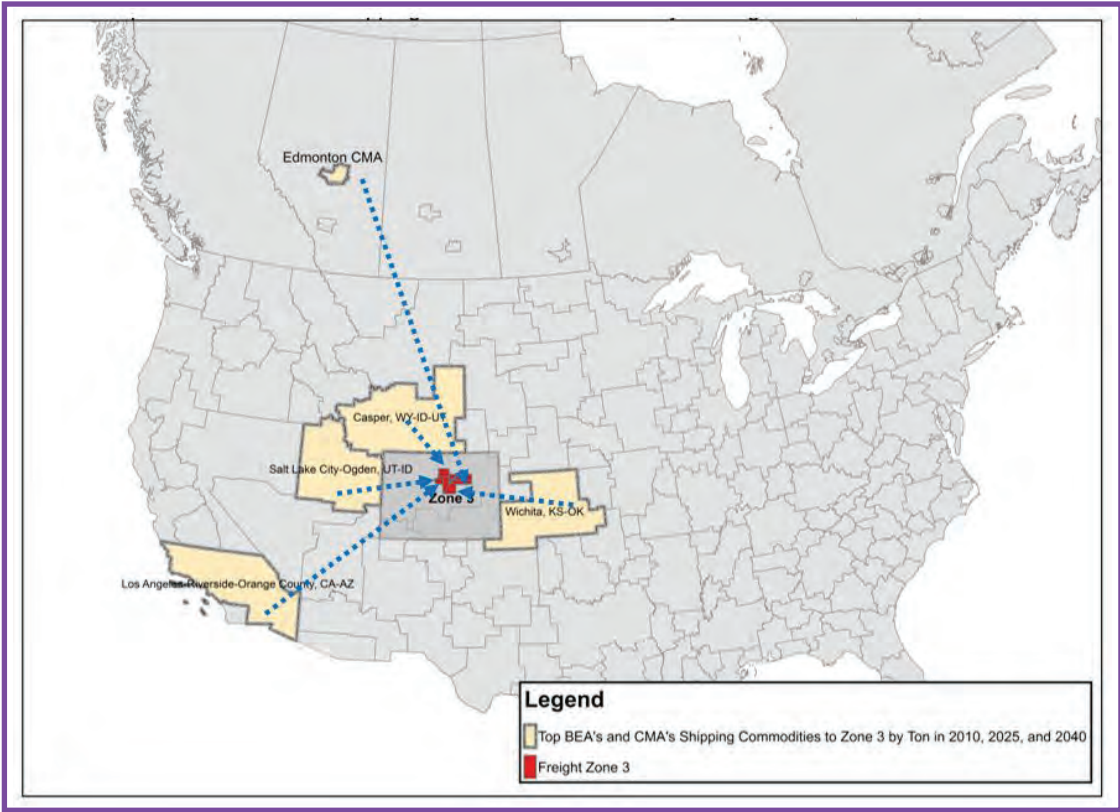 Edmonton CMA
Casper, WY-ID-U
Salt Lake City-Ogden, UT-ID
Zone 3
Wichita, KS-OK
Los Angeles-Riverside-Orange County, CA-AZ
Legend
Top BEA's and CMA's Shipping Commodities to Zone 3 by Ton in 2010, 2025, and 2040
Freight Zone 3